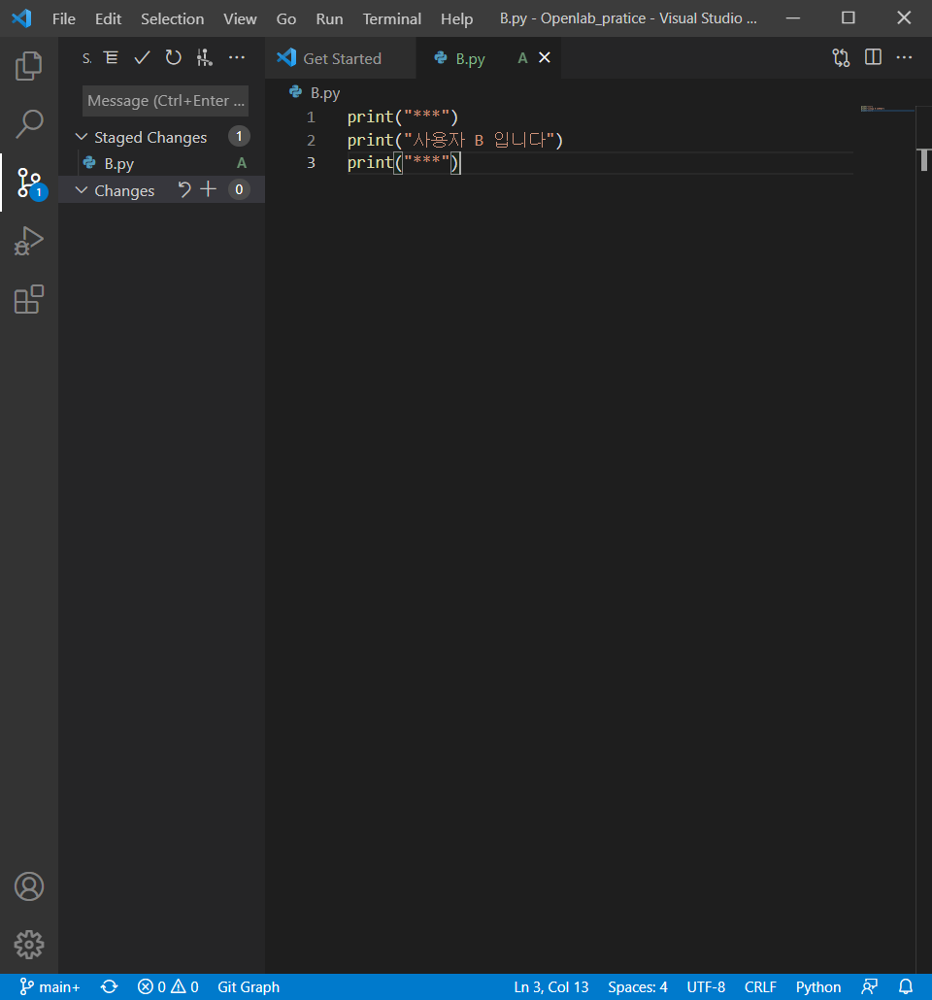 File Edit Selection View Go Run Terminal Help B.py - Openlab_pratice - Visual Studio ...
S.
Get Started
B.py A
Message (Ctrl+Enter ...
Staged Changes 1
B.py A
Changes 0
1
B.py
1 print("***")
2 print("사용자 B 입니다")
3 print("***")
main+ 0 0 Git Graph Ln 3, Col 13 Spaces: 4 UTF-8 CRLF Python